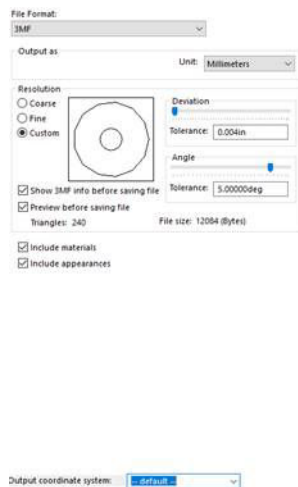 File Format:
3MF
Output as
Unit: Millimeters
Resolution
Coarse
Fine
Custom
Deviation
Tolerance: 0.004in
Angle
Tolerance: 5.00000deg
Show 3MF info before saving file
Preview before saving file
Triangles: 240 File size: 12084 (Bytes)
Include materials
Include appearances
Output coordinate system: -- default --